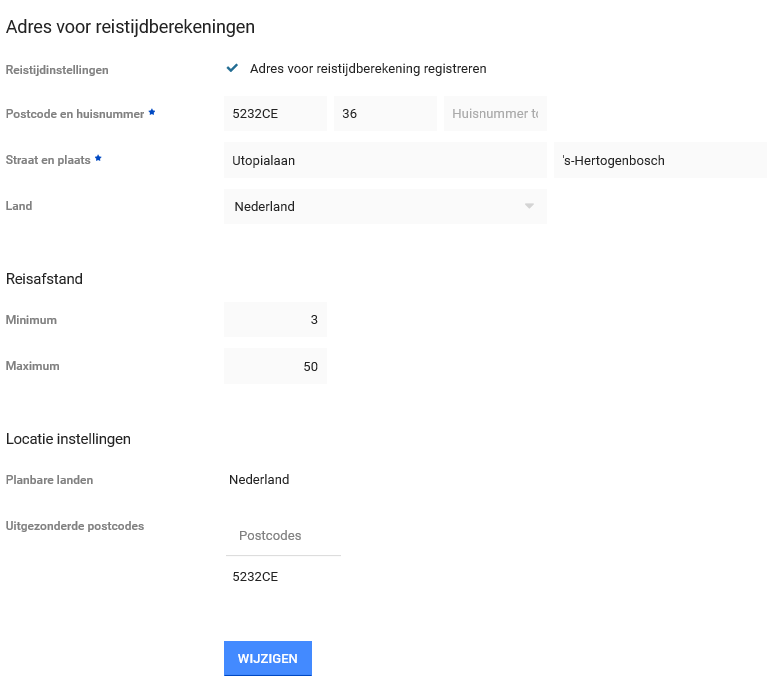 Adres voor reistijdberekeningen
Reistijdinstellingen Adres voor reistijdberekening registreren
Postcode en huisnummer 5232CE 36 Huisnummer to
Straat en plaats Utopialaan 's-Hertogenbosch
Land Nederland
Reisafstand
Minimum 3
Maximum 50
Locatie instellingen
Planbare landen Nederland
Uitgezonderde postcodes
Postcodes
5232CE
WIJZIGEN